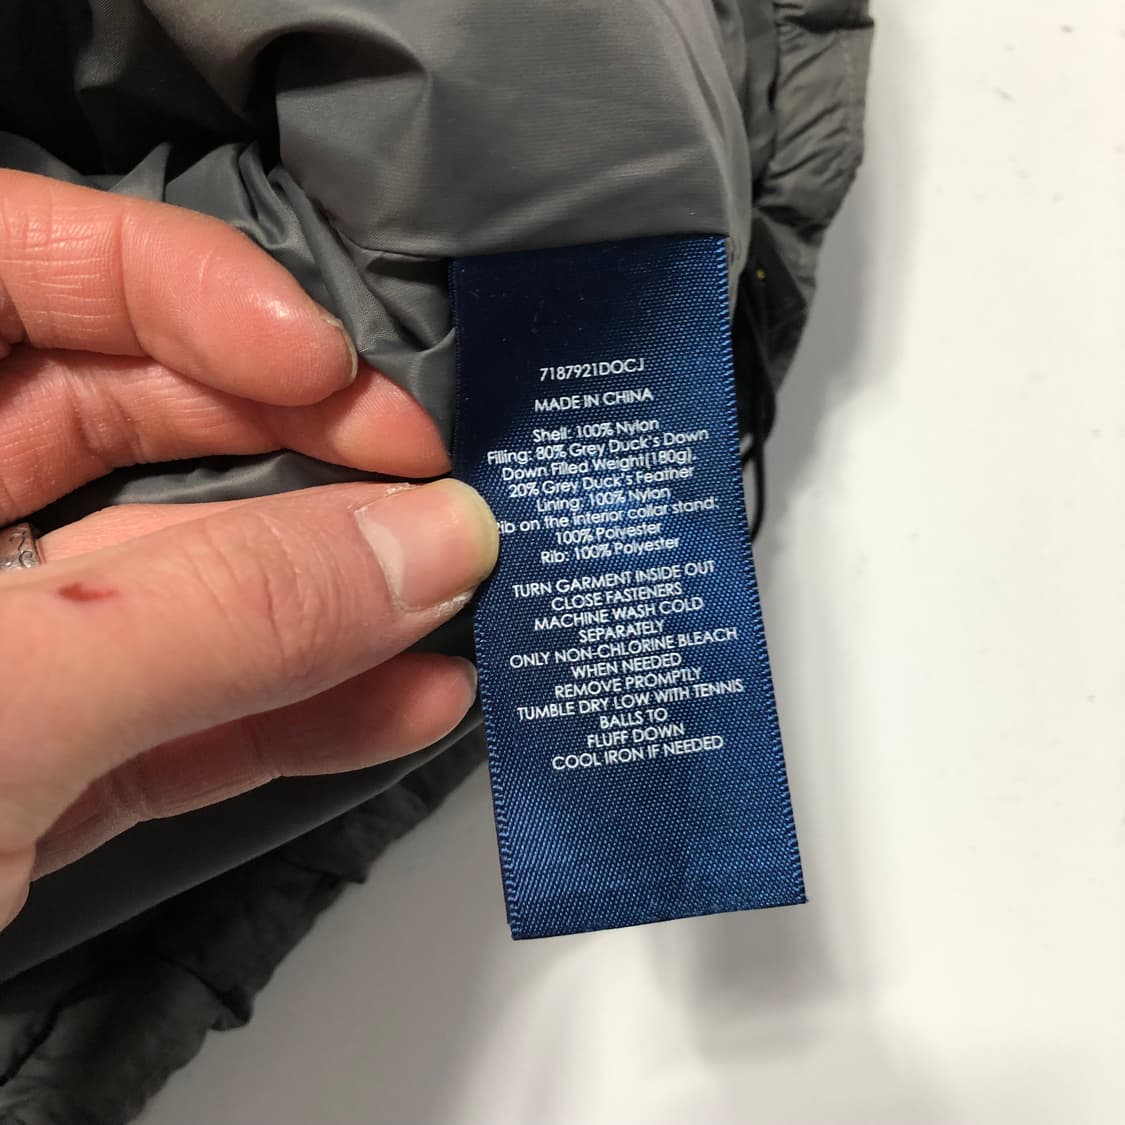 7187921DOCJ
MADE IN CHINA
Shell: 100% Nylon
Filling: 80% Grey Duck's Down
Down Filled Weight(180g)
20% Grey Duck's Feather
Lining: 100% Nylon
on the interior collar stand:
100% Polyester
Rib: 100% Polyester
TURN GARMENT INSIDE OUT
CLOSE FASTENERS
MACHINE WASH COLD
SEPARATELY
ONLY NON-CHLORINE BLEACH
WHEN NEEDED
REMOVE PROMPTLY
TUMBLE DRY LOW WITH TENNIS
BALLS TO
FLUFF DOWN
COOL IRON IF NEEDED